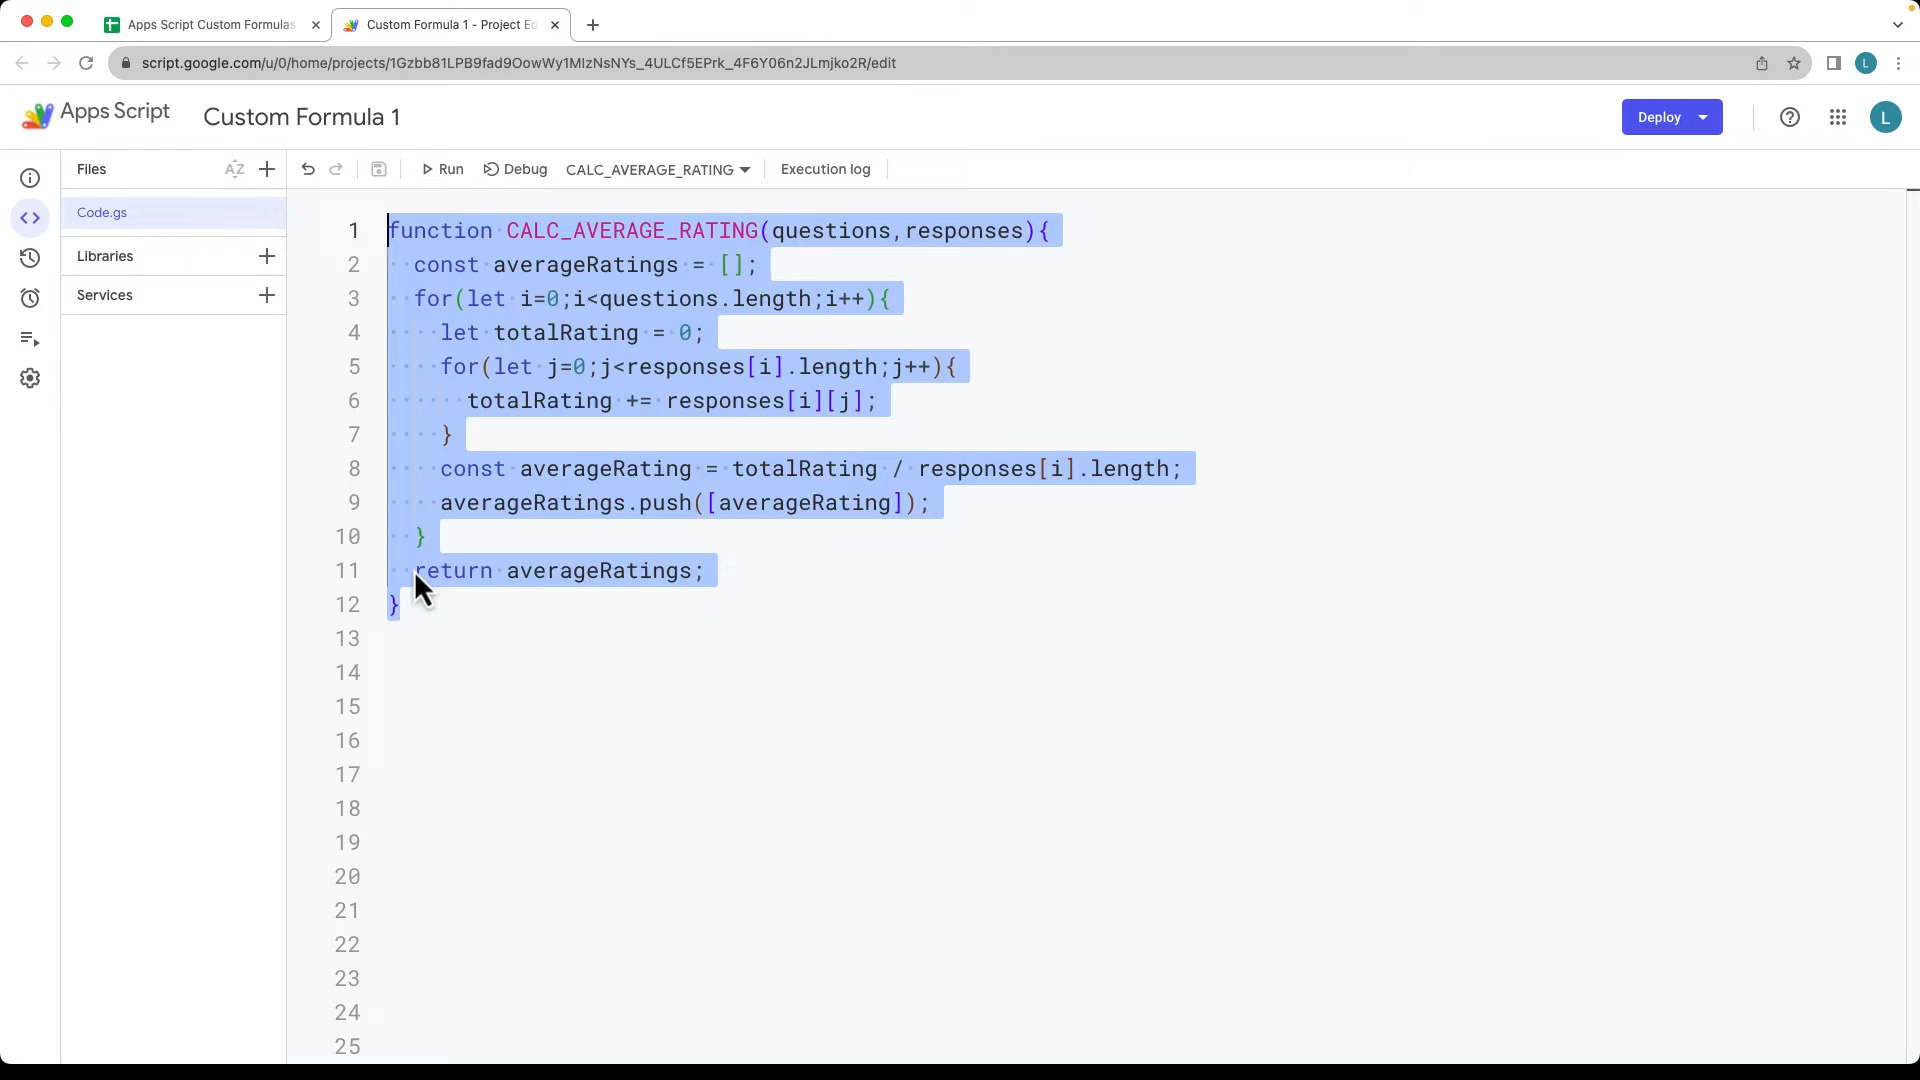 Apps Script Custom Formulas
Custom Formula 1 - Project Ed
script.google.com/u/0/home/projects/1Gzbb81LPB9fad9OowWy1MlzNsNYs_4ULCf5EPrk_4F6Y06n2JLmjko2R/edit
L
Apps Script
Custom Formula 1
Deploy
L
Files
AZ
Run
Debug
CALC_AVERAGE_RATING
Execution log
Code.gs
Libraries
Services
1 function CALC_AVERAGE_RATING(questions,responses){
2 const averageRatings = [];
3 for(let i=0;i<questions.length;i++){
4 let totalRating = 0;
5 for(let j=0;j<responses[i].length;j++){
6 totalRating += responses[i][j];
7 }
8 const averageRating = totalRating / responses[i].length;
9 averageRatings.push([averageRating]);
10 }
11 return averageRatings;
12 }
13
14
15
16
17
18
19
20
21
22
23
24
25